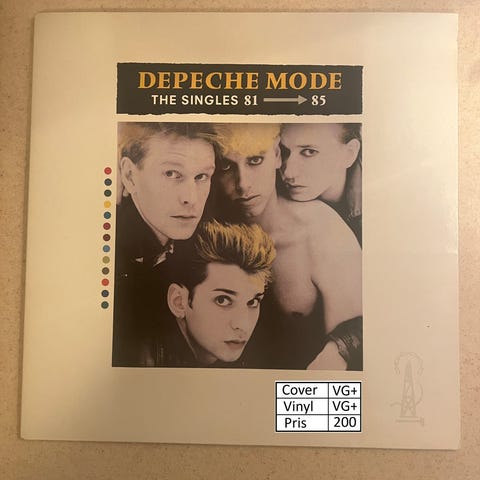 DEPECHE MODE
THE SINGLES 81 → 85
Cover VG+
Vinyl VG+
Pris 200